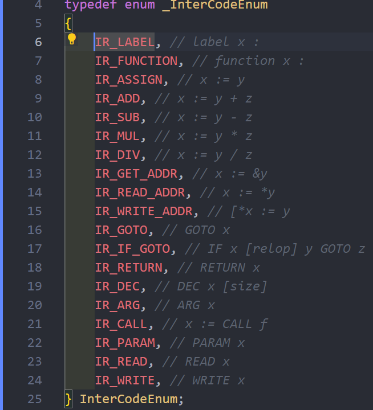 4 typedef enum _InterCodeEnum
5 {
6 IR_LABEL, // label x :
7 IR_FUNCTION, // function x :
8 IR_ASSIGN, // x := y
9 IR_ADD, // x := y + z
10 IR_SUB, // x := y - z
11 IR_MUL, // x := y * z
12 IR_DIV, // x := y / z
13 IR_GET_ADDR, // x := &y
14 IR_READ_ADDR, // x := *y
15 IR_WRITE_ADDR, // [*x := y
16 IR_GOTO, // GOTO x
17 IR_IF_GOTO, // IF x [relop] y GOTO z
18 IR_RETURN, // RETURN x
19 IR_DEC, // DEC x [size]
20 IR_ARG, // ARG x
21 IR_CALL, // x := CALL f
22 IR_PARAM, // PARAM x
23 IR_READ, // READ x
24 IR_WRITE, // WRITE x
25 } InterCodeEnum;